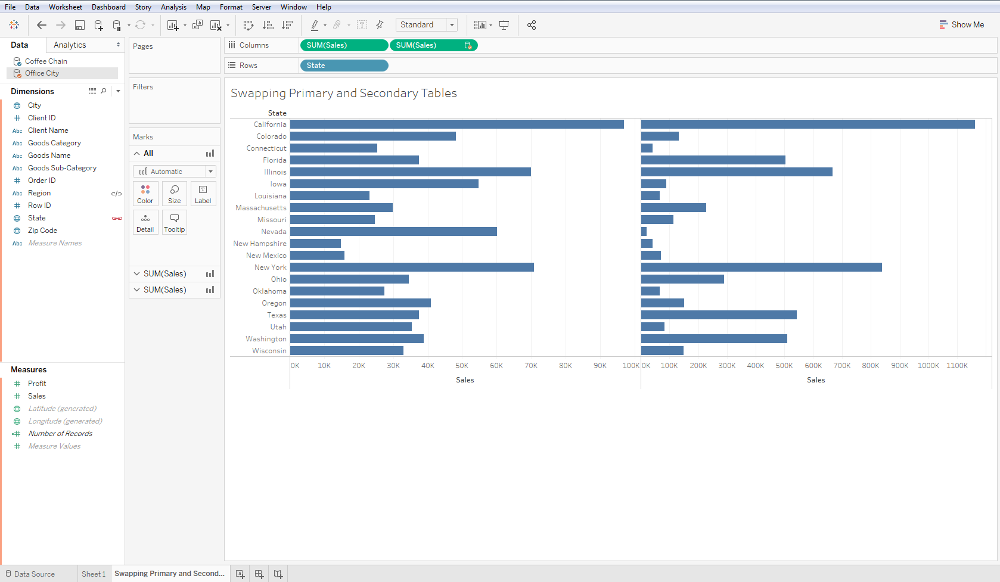 File Data Worksheet Dashboard Story Analysis Map Format Server Window Help
Standard
Show Me
Data Analytics
Coffee Chain
Office City
Dimensions
City
Client ID
Abc Client Name
Abc Goods Category
Abc Goods Name
Abc Goods Sub-Category
Order ID
Abc Region
Row ID
State
Zip Code
Abc Measure Names
Measures
Profit
Sales
Latitude (generated)
Longitude (generated)
Number of Records
Measure Values
Pages
Filters
Marks
All
Automatic
Color Size Label
Detail Tooltip
SUM(Sales)
SUM(Sales)
Columns SUM(Sales) SUM(Sales)
Rows State
Swapping Primary and Secondary Tables
State
California
Colorado
Connecticut
Florida
Illinois
Iowa
Louisiana
Massachusetts
Missouri
Nevada
New Hampshire
New Mexico
New York
Ohio
Oklahoma
Oregon
Texas
Utah
Washington
Wisconsin
0K 10K 20K 30K 40K 50K 60K 70K 80K 90K 100K 0K 100K 200K 300K 400K 500K 600K 700K 800K 900K 1000K 1100K
Sales Sales
Data Source Sheet 1 Swapping Primary and Second...